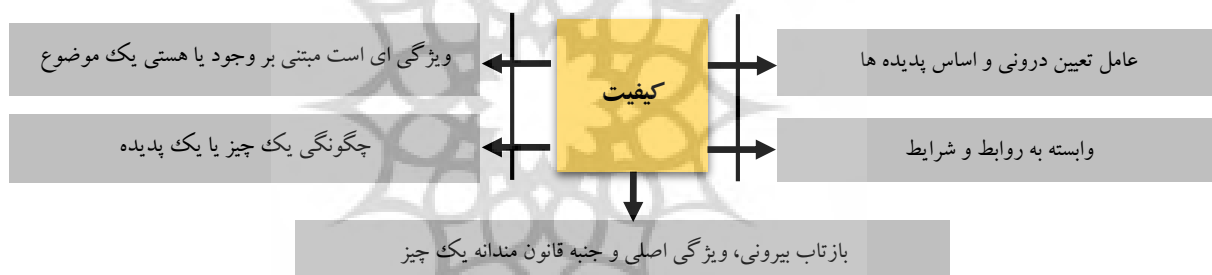 عامل تعیین درونی و اساس پدیده ها
ویژگی ای است مبتنی بر وجود یا هستی یک موضوع
کیفیت
وابسته به روابط و شرایط
چگونگی یک چیز یا یک پدیده
بازتاب بیرونی، ویژگی اصلی و جنبه قانون مندانه یک چیز